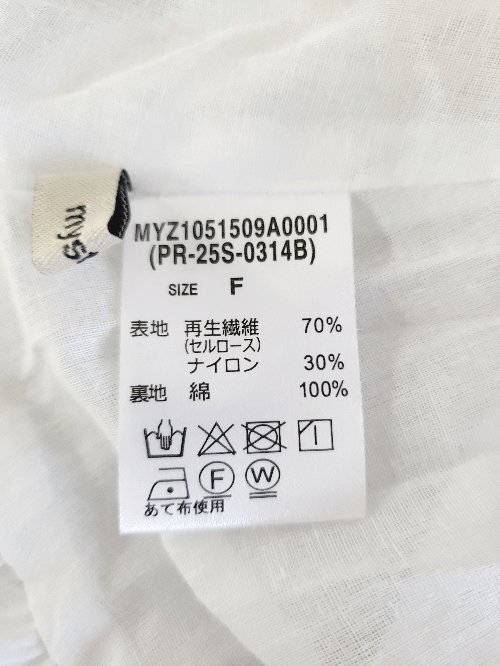 mys
MYZ1051509A0001
(PR-25S-0314B)
SIZE F
表地 再生繊維 70%
(セルロース)
ナイロン 30%
裏地 綿 100%
F W
あて布使用